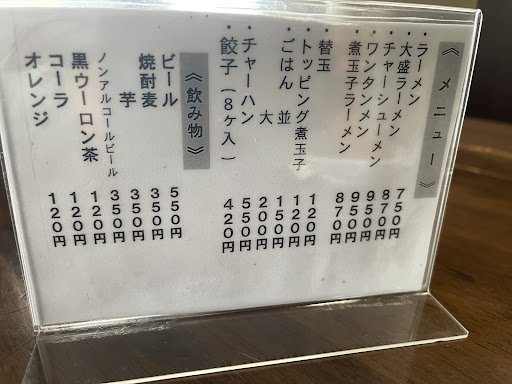 《 メニュー 》
・ラーメン 750円
・大盛ラーメン 870円
・チャーシューメン 950円
・ワンタンメン 950円
・煮玉子ラーメン 870円
・替玉 120円
・トッピング煮玉子 120円
・ごはん 並 150円
大 200円
・チャーハン 550円
・餃子(8ヶ入) 420円
《飲み物》
ビール 550円
焼酎麦 350円
芋 350円
ノンアルコールビール 350円
黒ウーロン茶 120円
コーラ
オレンジ 120円